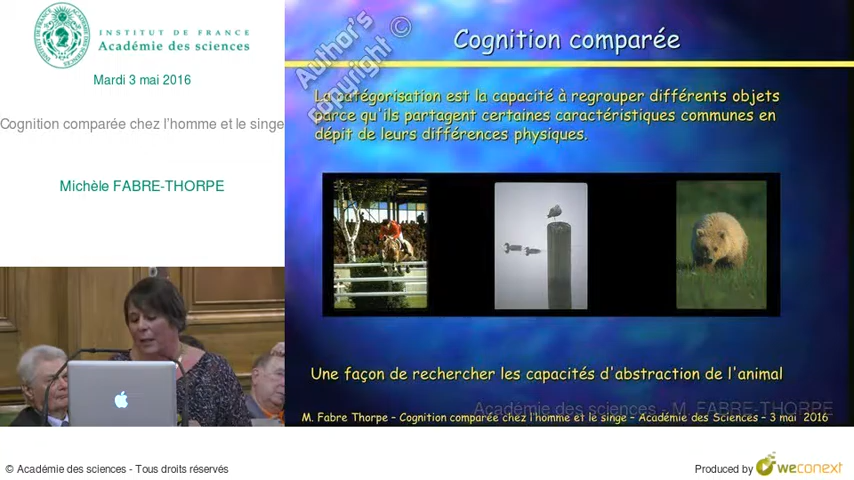 INSTITUT DE FRANCE
Académie des sciences
Mardi 3 mai 2016
Cognition comparée chez l'homme et le singe
Michèle FABRE-THORPE
Author's copyright ©
Cognition comparée
La catégorisation est la capacité à regrouper différents objets
parce qu'ils partagent certaines caractéristiques communes en
dépit de leurs différences physiques.
Une façon de rechercher les capacités d'abstraction de l'animal
Académie des sciences - M. FABRE-THORPE
M. Fabre Thorpe - Cognition comparée chez l'homme et le singe - Académie des Sciences - 3 mai 2016
© Académie des sciences - Tous droits réservés
Produced by weconext